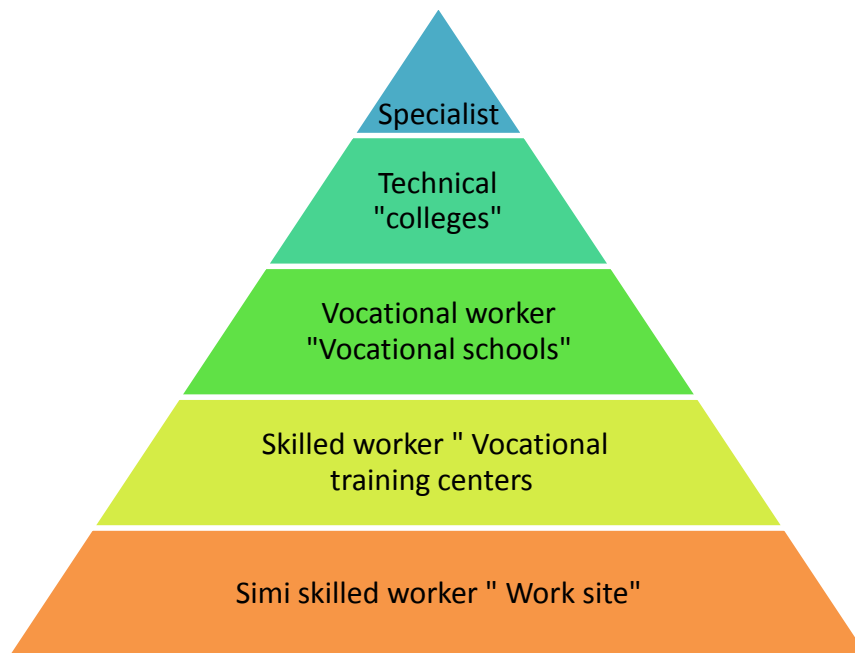 Specialist
Technical
"colleges"
Vocational worker
"Vocational schools"
Skilled worker " Vocational
training centers
Simi skilled worker " Work site"